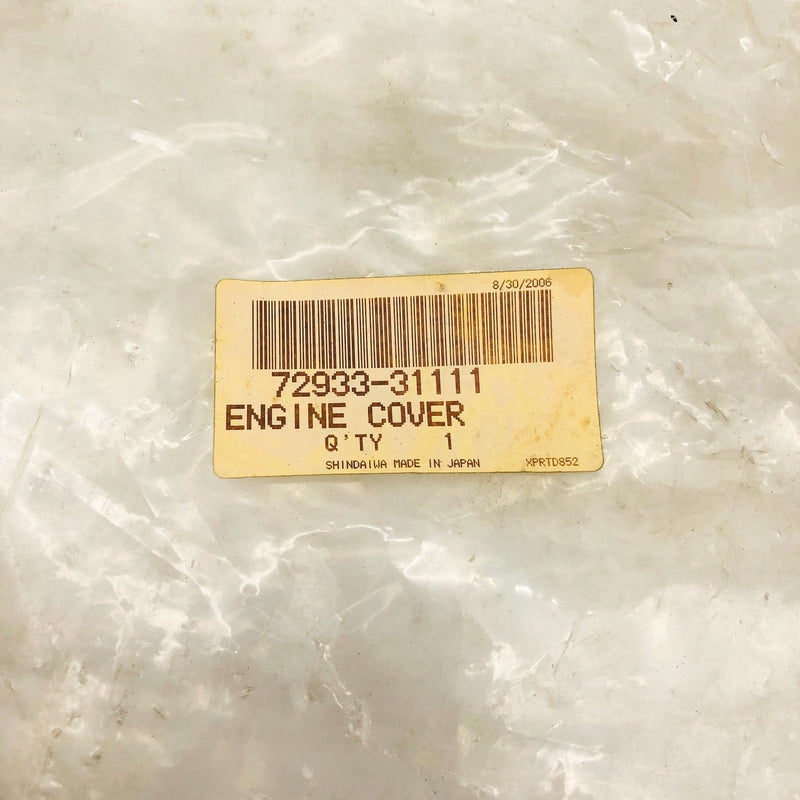 8/30/2006
72933-31111
ENGINE COVER
Q'TY 1
SHINDAIWA MADE IN JAPAN XPRTD852